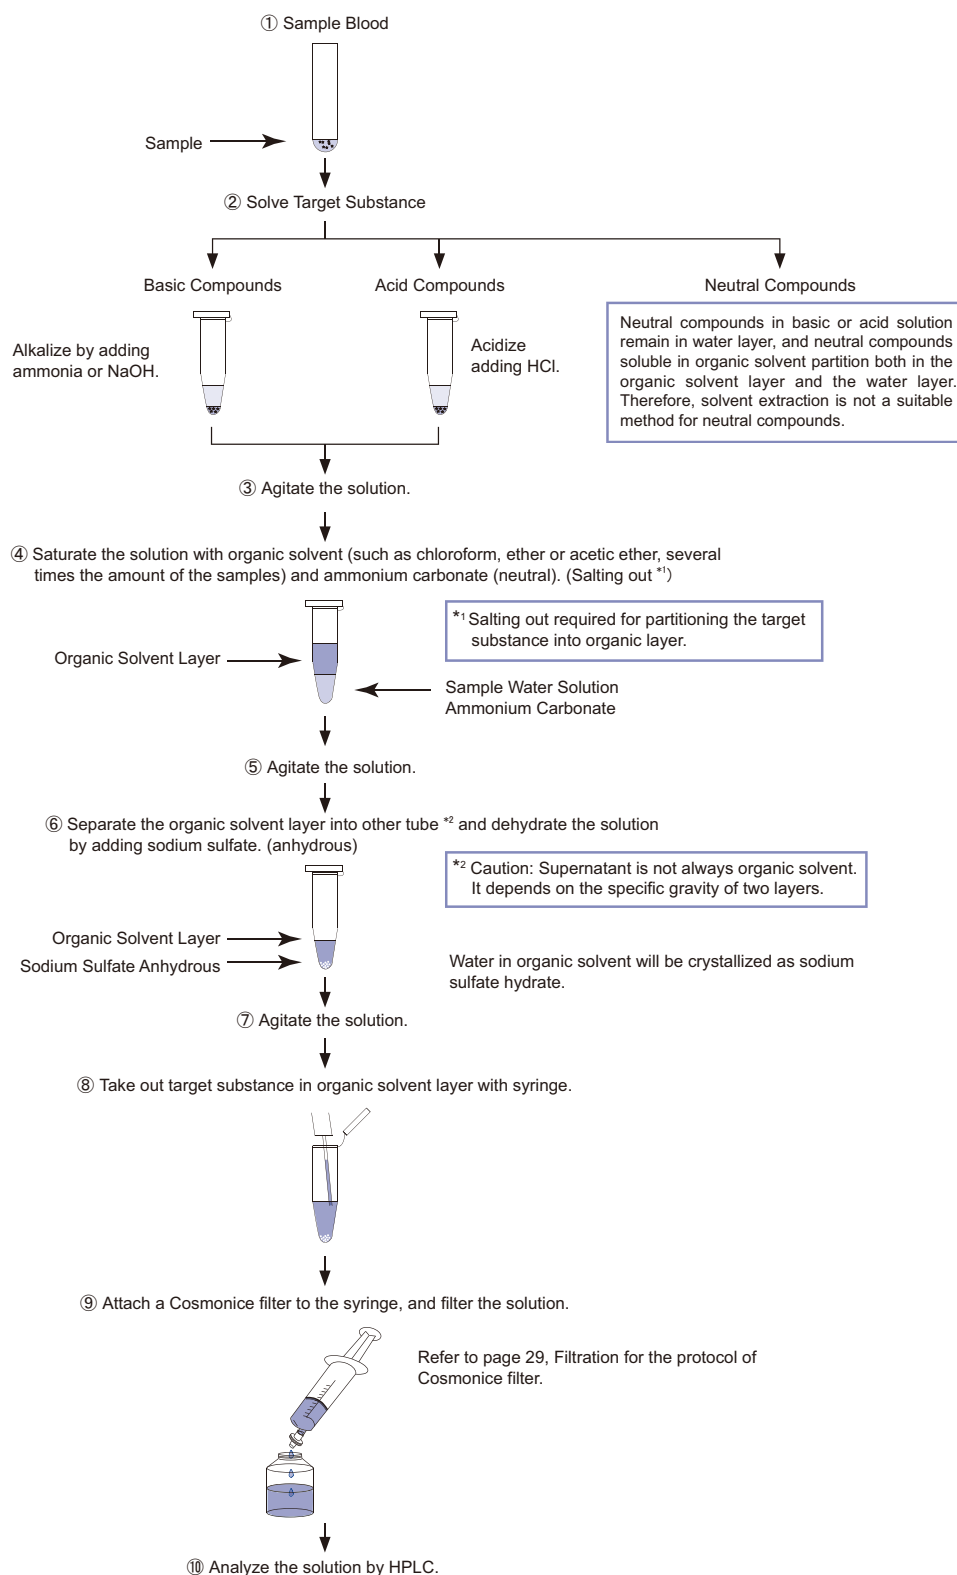 ① Sample Blood
Sample
② Solve Target Substance
Basic Compounds
Acid Compounds
Neutral Compounds
Alkalize by adding
ammonia or NaOH.
Acidize
adding HCl.
Neutral compounds in basic or acid solution
remain in water layer, and neutral compounds
soluble in organic solvent partition both in the
organic solvent layer and the water layer.
Therefore, solvent extraction is not a suitable
method for neutral compounds.
③ Agitate the solution.
④ Saturate the solution with organic solvent (such as chloroform, ether or acetic ether, several
times the amount of the samples) and ammonium carbonate (neutral). (Salting out *1)
*1 Salting out required for partitioning the target
substance into organic layer.
Organic Solvent Layer
Sample Water Solution
Ammonium Carbonate
⑤ Agitate the solution.
⑥ Separate the organic solvent layer into other tube *2 and dehydrate the solution
by adding sodium sulfate. (anhydrous)
*2 Caution: Supernatant is not always organic solvent.
It depends on the specific gravity of two layers.
Organic Solvent Layer
Sodium Sulfate Anhydrous
Water in organic solvent will be crystallized as sodium
sulfate hydrate.
⑦ Agitate the solution.
⑧ Take out target substance in organic solvent layer with syringe.
⑨ Attach a Cosmonice filter to the syringe, and filter the solution.
Refer to page 29, Filtration for the protocol of
Cosmonice filter.
⑩ Analyze the solution by HPLC.